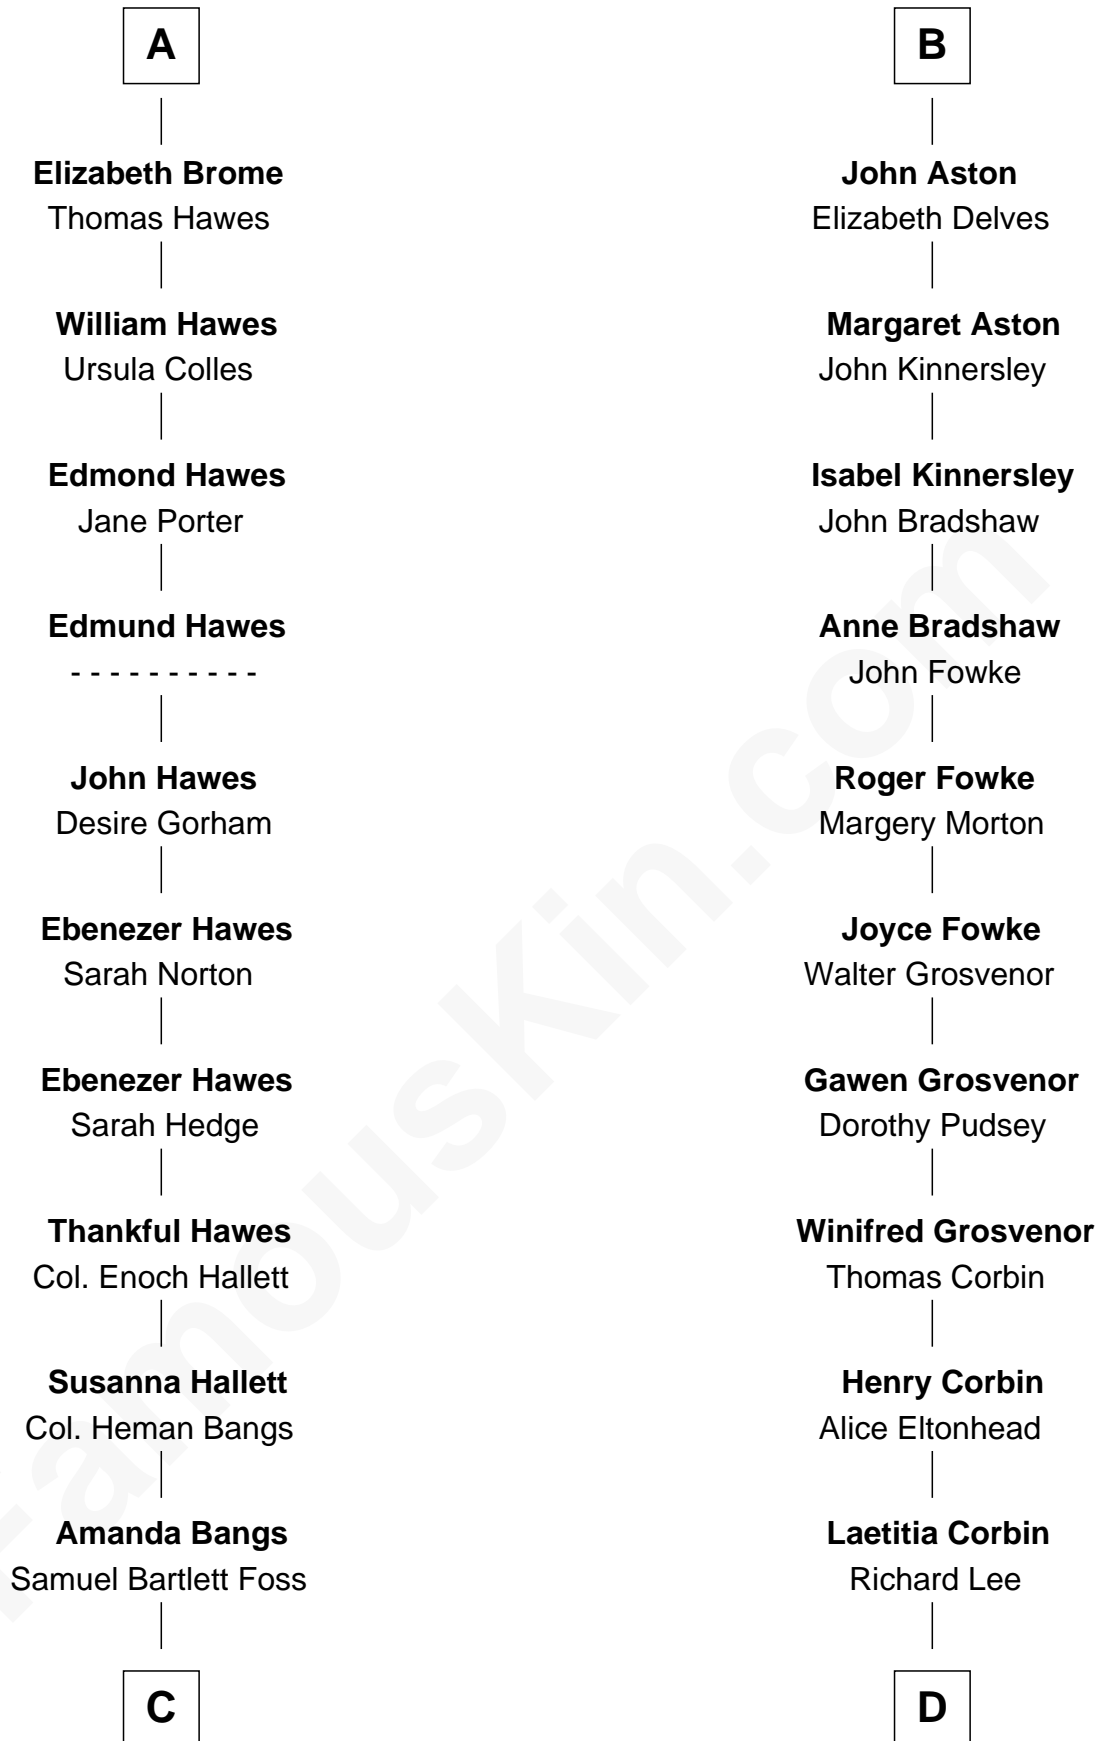 A
Elizabeth Brome
Thomas Hawes
William Hawes
Ursula Colles
Edmond Hawes
Jane Porter
Edmund Hawes
- - - - - - - - - -
John Hawes
Desire Gorham
Ebenezer Hawes
Sarah Norton
Ebenezer Hawes
Sarah Hedge
Thankful Hawes
Col. Enoch Hallett
Susanna Hallett
Col. Heman Bangs
Amanda Bangs
Samuel Bartlett Foss
C
B
John Aston
Elizabeth Delves
Margaret Aston
John Kinnersley
Isabel Kinnersley
John Bradshaw
Anne Bradshaw
John Fowke
Roger Fowke
Margery Morton
Joyce Fowke
Walter Grosvenor
Gawen Grosvenor
Dorothy Pudsey
Winifred Grosvenor
Thomas Corbin
Henry Corbin
Alice Eltonhead
Laetitia Corbin
Richard Lee
D
FamousKin.com